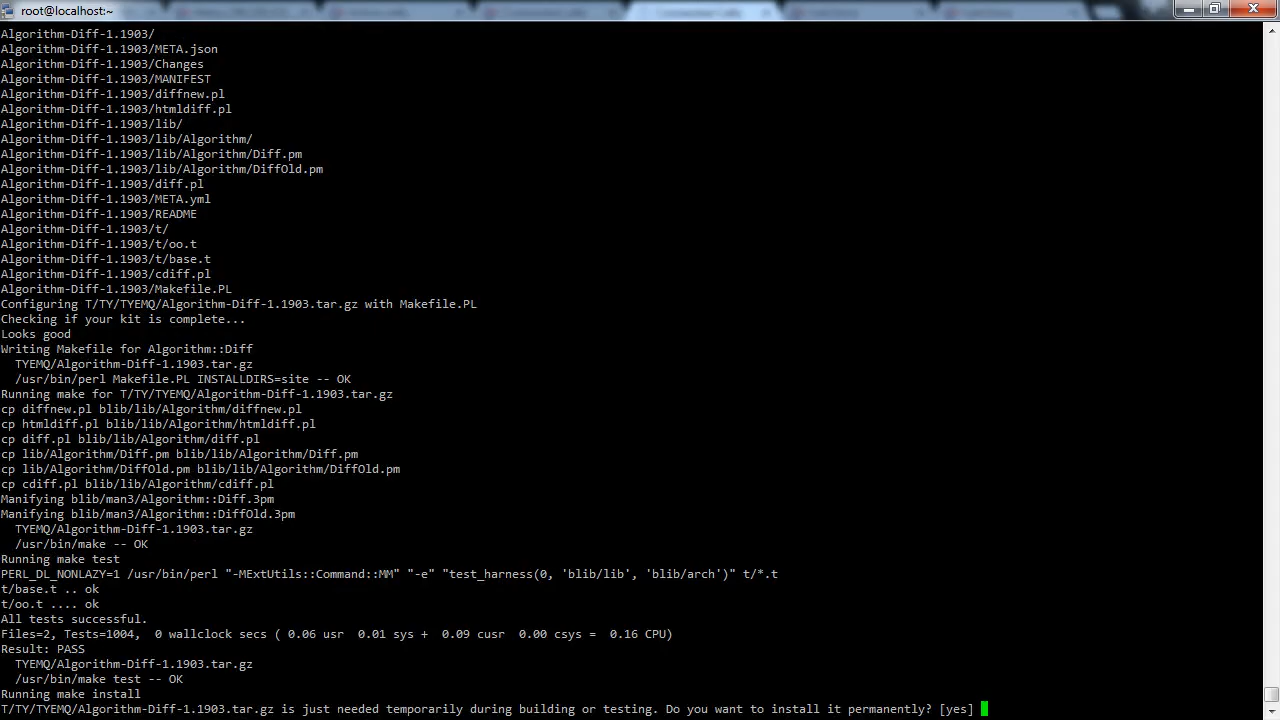 root@localhost:~
Algorithm-Diff-1.1903/
Algorithm-Diff-1.1903/META.json
Algorithm-Diff-1.1903/Changes
Algorithm-Diff-1.1903/MANIFEST
Algorithm-Diff-1.1903/diffnew.pl
Algorithm-Diff-1.1903/htmldiff.pl
Algorithm-Diff-1.1903/lib/
Algorithm-Diff-1.1903/lib/Algorithm/
Algorithm-Diff-1.1903/lib/Algorithm/Diff.pm
Algorithm-Diff-1.1903/lib/Algorithm/DiffOld.pm
Algorithm-Diff-1.1903/diff.pl
Algorithm-Diff-1.1903/META.yml
Algorithm-Diff-1.1903/README
Algorithm-Diff-1.1903/t/
Algorithm-Diff-1.1903/t/oo.t
Algorithm-Diff-1.1903/t/base.t
Algorithm-Diff-1.1903/cdiff.pl
Algorithm-Diff-1.1903/Makefile.PL
Configuring T/TY/TYEMQ/Algorithm-Diff-1.1903.tar.gz with Makefile.PL
Checking if your kit is complete...
Looks good
Writing Makefile for Algorithm::Diff
  TYEMQ/Algorithm-Diff-1.1903.tar.gz
  /usr/bin/perl Makefile.PL INSTALLDIRS=site -- OK
Running make for T/TY/TYEMQ/Algorithm-Diff-1.1903.tar.gz
cp diffnew.pl blib/lib/Algorithm/diffnew.pl
cp htmldiff.pl blib/lib/Algorithm/htmldiff.pl
cp diff.pl blib/lib/Algorithm/diff.pl
cp lib/Algorithm/Diff.pm blib/lib/Algorithm/Diff.pm
cp lib/Algorithm/DiffOld.pm blib/lib/Algorithm/DiffOld.pm
cp cdiff.pl blib/lib/Algorithm/cdiff.pl
Manifying blib/man3/Algorithm::Diff.3pm
Manifying blib/man3/Algorithm::DiffOld.3pm
  TYEMQ/Algorithm-Diff-1.1903.tar.gz
  /usr/bin/make -- OK
Running make test
PERL_DL_NONLAZY=1 /usr/bin/perl "-MExtUtils::Command::MM" "-e" "test_harness(0, 'blib/lib', 'blib/arch')" t/*.t
t/base.t .. ok
t/oo.t .... ok
All tests successful.
Files=2, Tests=1004,  0 wallclock secs ( 0.06 usr  0.01 sys +  0.09 cusr  0.00 csys =  0.16 CPU)
Result: PASS
  TYEMQ/Algorithm-Diff-1.1903.tar.gz
  /usr/bin/make test -- OK
Running make install
T/TY/TYEMQ/Algorithm-Diff-1.1903.tar.gz is just needed temporarily during building or testing. Do you want to install it permanently? [yes]